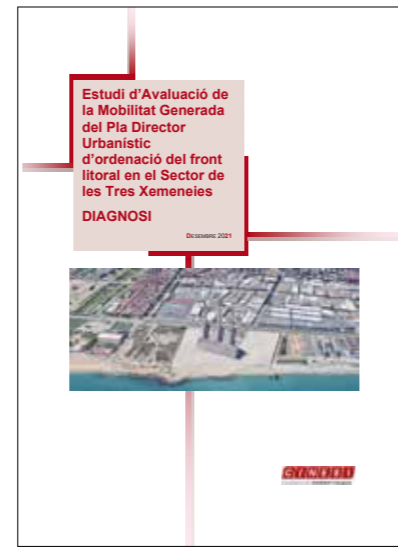 Estudi d'Avaluació de
la Mobilitat Generada
del Pla Director
Urbanístic
d'ordenació del front
litoral en el Sector de
les Tres Xemeneies
DIAGNOSI
DESEMBRE 2021